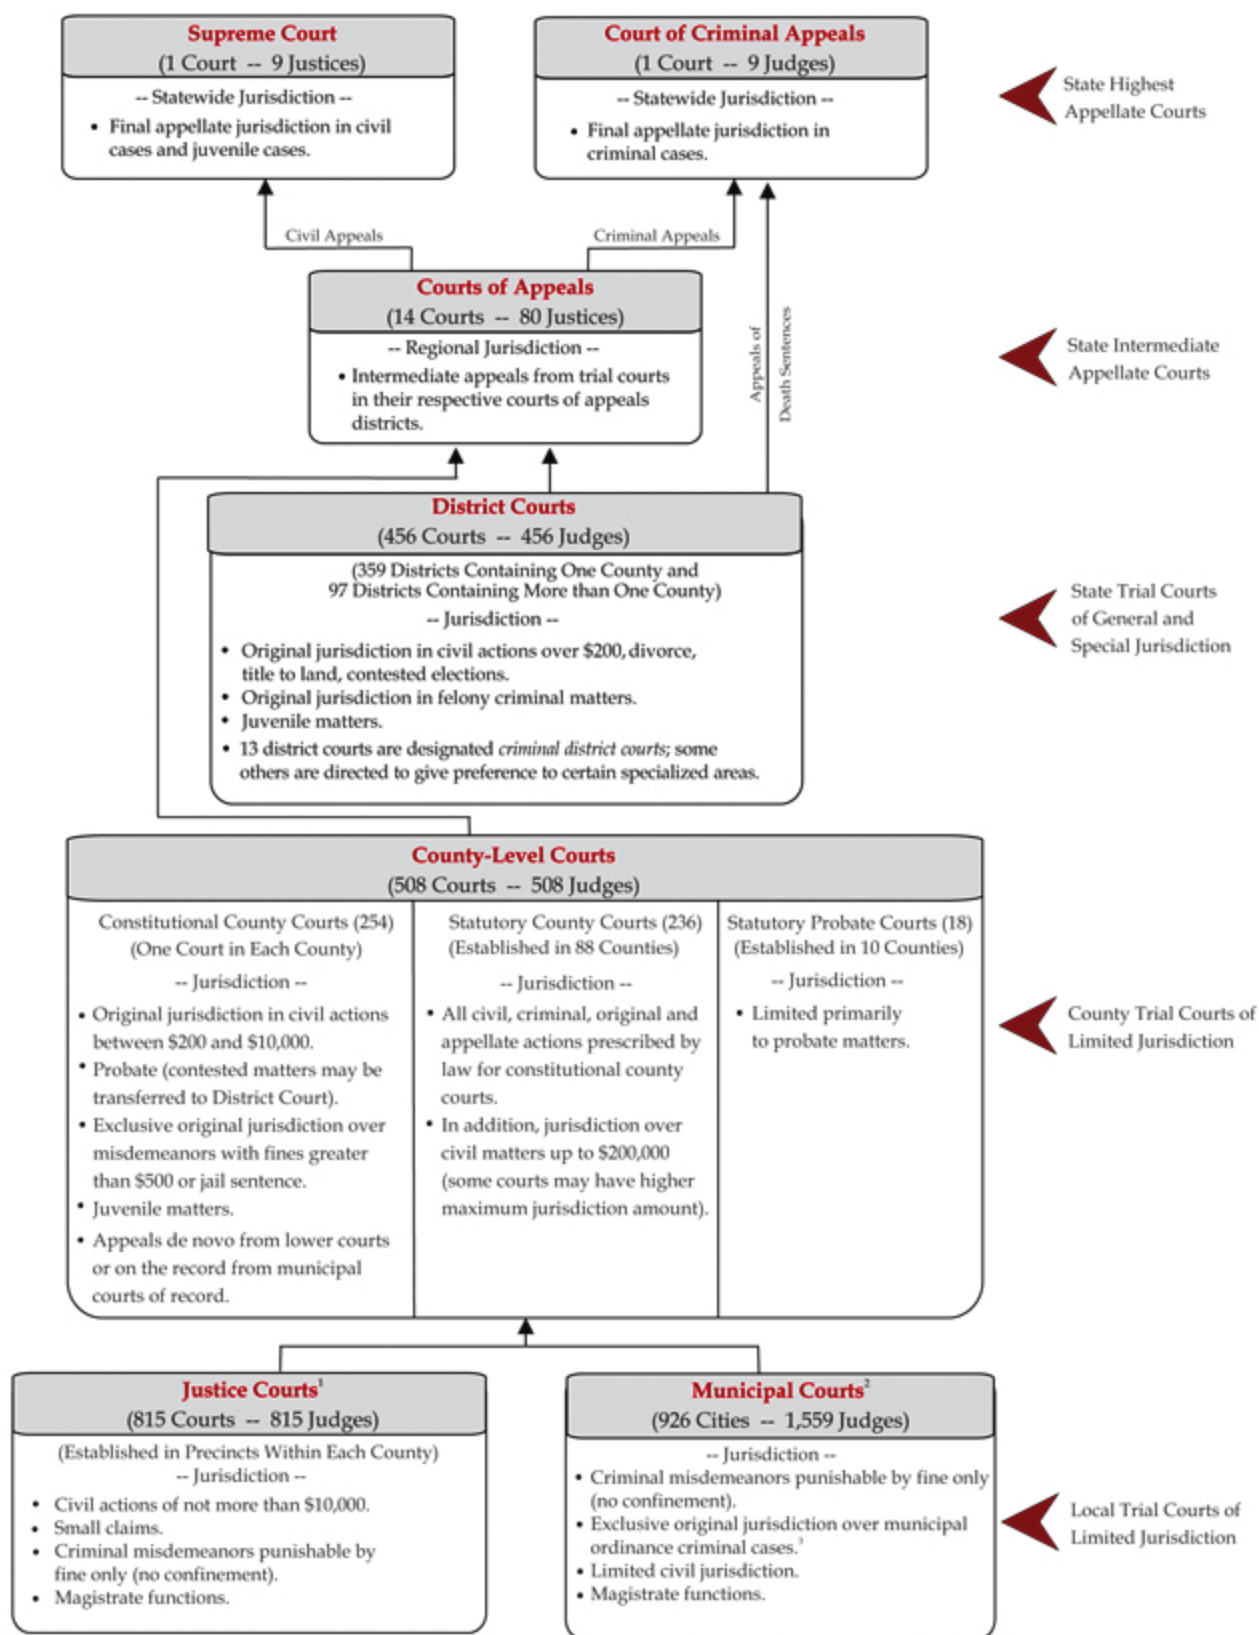 Supreme Court
(1 Court -- 9 Justices)
-- Statewide Jurisdiction --
• Final appellate jurisdiction in civil
cases and juvenile cases.
Court of Criminal Appeals
(1 Court -- 9 Judges)
-- Statewide Jurisdiction --
• Final appellate jurisdiction in
criminal cases.
State Highest
Appellate Courts
Civil Appeals
Criminal Appeals
Courts of Appeals
(14 Courts -- 80 Justices)
-- Regional Jurisdiction --
• Intermediate appeals from trial courts
in their respective courts of appeals
districts.
Appeals of
Death Sentences
State Intermediate
Appellate Courts
District Courts
(456 Courts -- 456 Judges)
(359 Districts Containing One County and
97 Districts Containing More than One County)
-- Jurisdiction --
• Original jurisdiction in civil actions over $200, divorce,
title to land, contested elections.
• Original jurisdiction in felony criminal matters.
• Juvenile matters.
• 13 district courts are designated criminal district courts; some
others are directed to give preference to certain specialized areas.
State Trial Courts
of General and
Special Jurisdiction
County-Level Courts
(508 Courts -- 508 Judges)
Constitutional County Courts (254)
(One Court in Each County)
-- Jurisdiction --
• Original jurisdiction in civil actions
between $200 and $10,000.
• Probate (contested matters may be
transferred to District Court).
• Exclusive original jurisdiction over
misdemeanors with fines greater
than $500 or jail sentence.
• Juvenile matters.
• Appeals de novo from lower courts
or on the record from municipal
courts of record.
Statutory County Courts (236)
(Established in 88 Counties)
-- Jurisdiction --
• All civil, criminal, original and
appellate actions prescribed by
law for constitutional county
courts.
• In addition, jurisdiction over
civil matters up to $200,000
(some courts may have higher
maximum jurisdiction amount).
Statutory Probate Courts (18)
(Established in 10 Counties)
-- Jurisdiction --
• Limited primarily
to probate matters.
County Trial Courts of
Limited Jurisdiction
Justice Courts¹
(815 Courts -- 815 Judges)
(Established in Precincts Within Each County)
-- Jurisdiction --
• Civil actions of not more than $10,000.
• Small claims.
• Criminal misdemeanors punishable by
fine only (no confinement).
• Magistrate functions.
Municipal Courts²
(926 Cities -- 1,559 Judges)
-- Jurisdiction --
• Criminal misdemeanors punishable by fine only
(no confinement).
• Exclusive original jurisdiction over municipal
ordinance criminal cases.³
• Limited civil jurisdiction.
• Magistrate functions.
Local Trial Courts of
Limited Jurisdiction